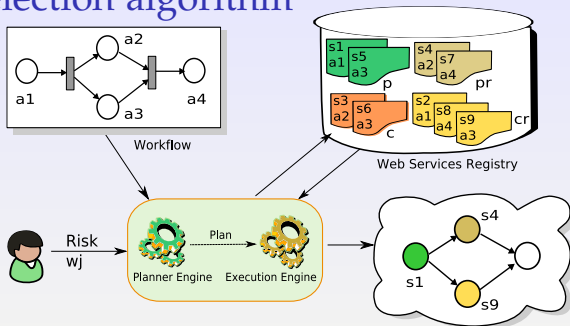 election algorithm
a1
a2
a3
a4
Workflow
s1
a1
s5
a3
p
s4
a2
s7
a4
pr
s3
a2
s6
a3
c
s2
a1
s8
a4
s9
a3
cr
Web Services Registry
Risk
wj
Planner Engine
Plan
Execution Engine
s1
s4
s9